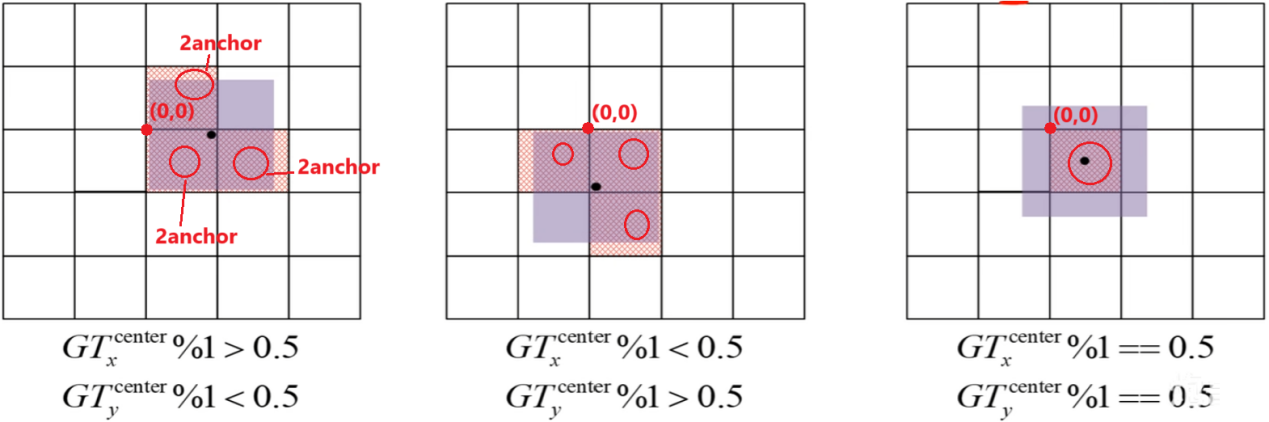 2anchor
(0,0)
2anchor
2anchor
GT_x^center %1 > 0.5
GT_y^center %1 < 0.5
(0,0)
GT_x^center %1 < 0.5
GT_y^center %1 > 0.5
(0,0)
GT_x^center %1 == 0.5
GT_y^center %1 == 0.5